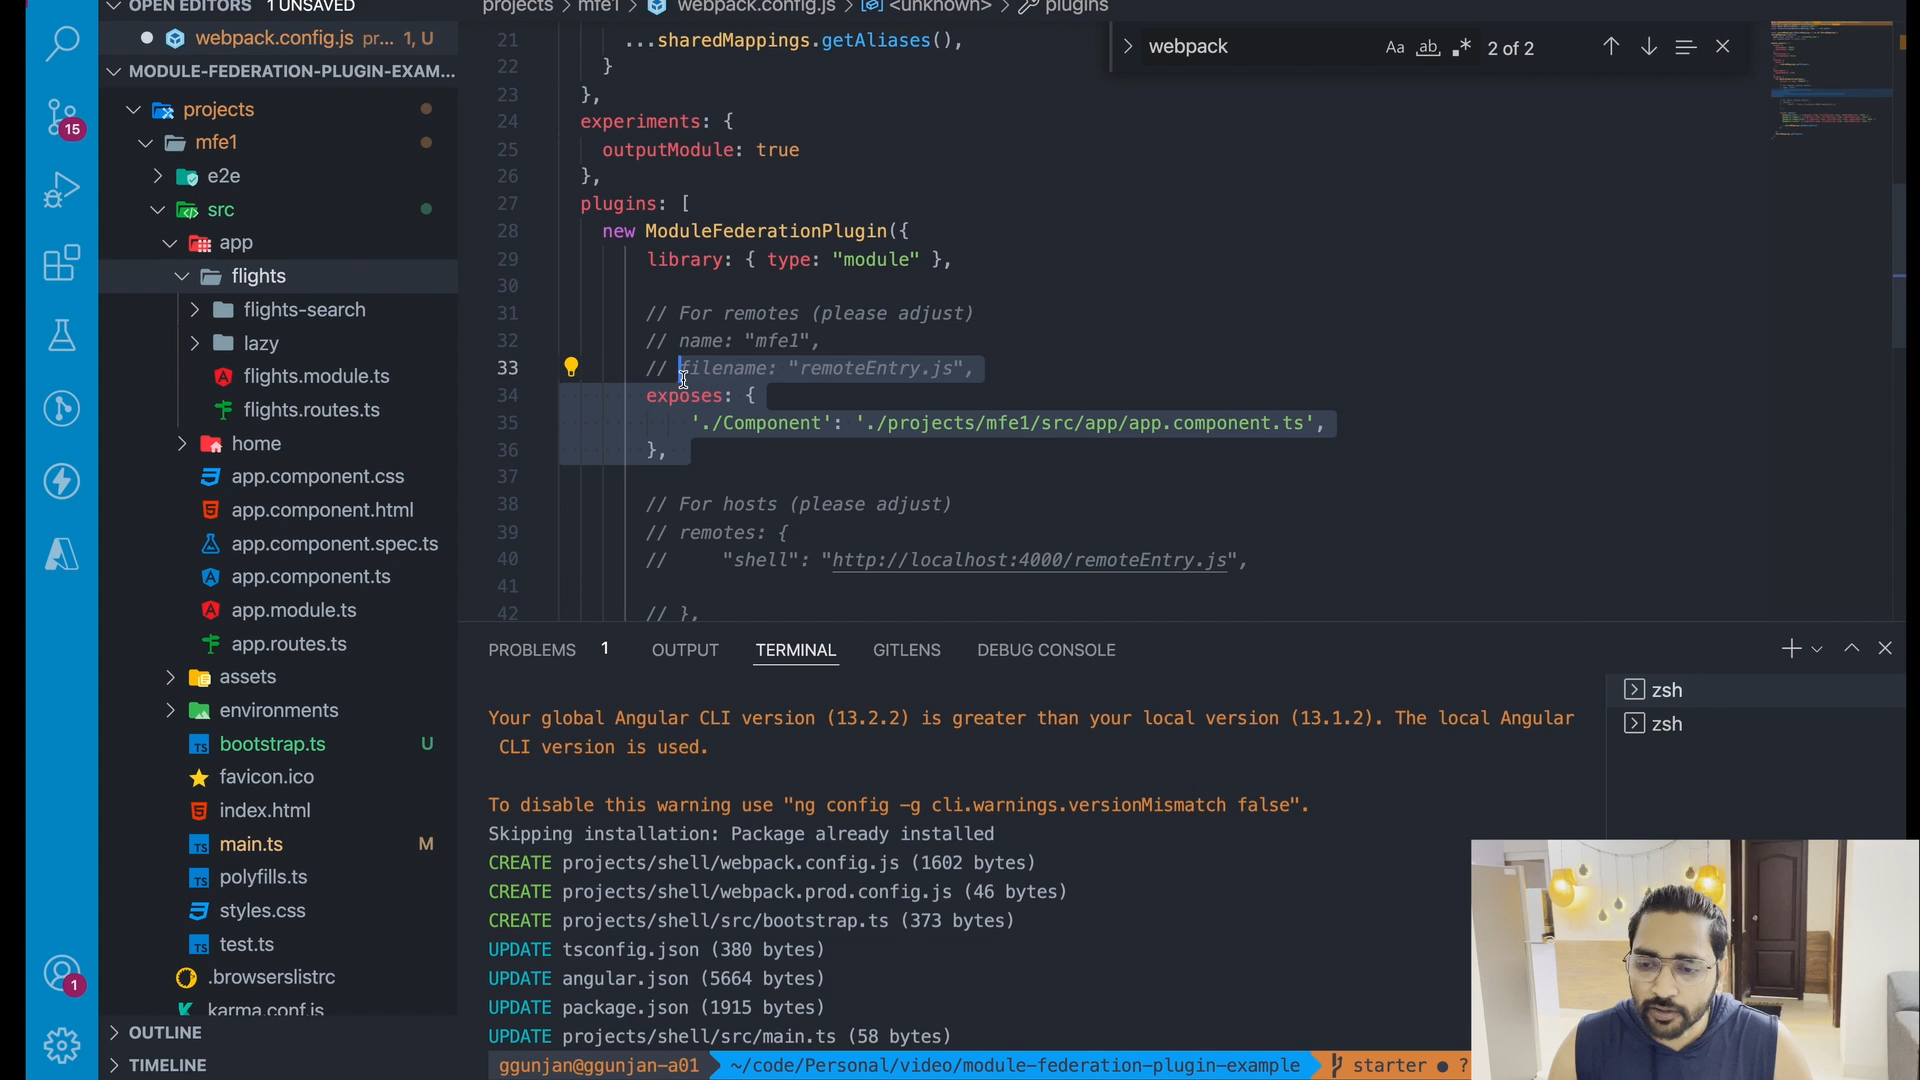 OPEN EDITORS 1 UNSAVED
webpack.config.js pr... 1, U
MODULE-FEDERATION-PLUGIN-EXAM...
projects
mfe1
e2e
src
app
flights
flights-search
lazy
flights.module.ts
flights.routes.ts
home
app.component.css
app.component.html
app.component.spec.ts
app.component.ts
app.module.ts
app.routes.ts
assets
environments
bootstrap.ts U
favicon.ico
index.html
main.ts M
polyfills.ts
styles.css
test.ts
.browserslistrc
karma.conf.js
OUTLINE
TIMELINE
15
1
projects > mfe1 > webpack.config.js > <unknown> > plugins
webpack Aa ab 2 of 2
21 ...sharedMappings.getAliases(),
22 }
23 },
24 experiments: {
25 outputModule: true
26 },
27 plugins: [
28 new ModuleFederationPlugin({
29 library: { type: "module" },
30
31 // For remotes (please adjust)
32 // name: "mfe1",
33 // filename: "remoteEntry.js",
34 exposes: {
35 './Component': './projects/mfe1/src/app/app.component.ts',
36 },
37
38 // For hosts (please adjust)
39 // remotes: {
40 // "shell": "http://localhost:4000/remoteEntry.js",
41
42 // },
PROBLEMS 1 OUTPUT TERMINAL GITLENS DEBUG CONSOLE
zsh
zsh
Your global Angular CLI version (13.2.2) is greater than your local version (13.1.2). The local Angular
CLI version is used.
To disable this warning use "ng config -g cli.warnings.versionMismatch false".
Skipping installation: Package already installed
CREATE projects/shell/webpack.config.js (1602 bytes)
CREATE projects/shell/webpack.prod.config.js (46 bytes)
CREATE projects/shell/src/bootstrap.ts (373 bytes)
UPDATE tsconfig.json (380 bytes)
UPDATE angular.json (5664 bytes)
UPDATE package.json (1915 bytes)
UPDATE projects/shell/src/main.ts (58 bytes)
ggunjan@ggunjan-a01 ~/code/Personal/video/module-federation-plugin-example starter ● ?